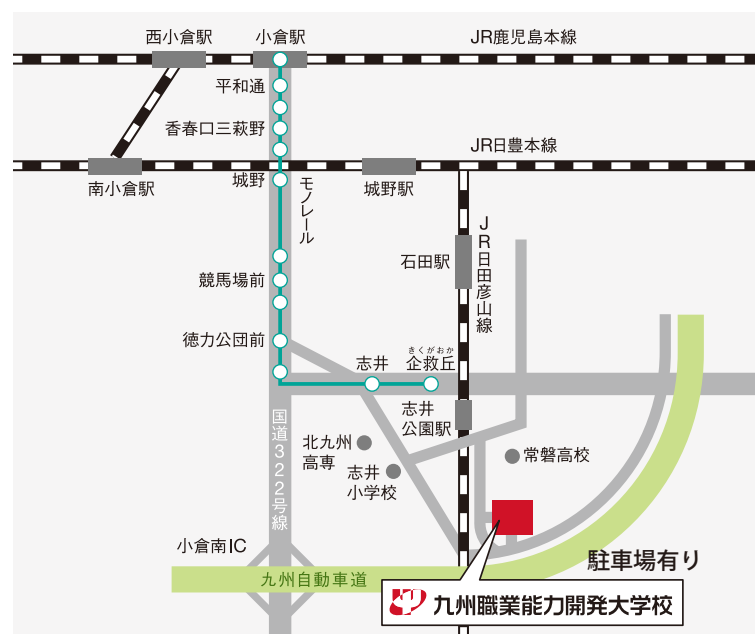 西小倉駅
小倉駅
JR鹿児島本線
平和通
香春口三萩野
JR日豊本線
南小倉駅
城野
モノレール
城野駅
石田駅
JR日田彦山線
競馬場前
徳力公団前
志井
きくがおか
企救丘
志井
公園駅
国道322号線
北九州
高専
志井
小学校
常磐高校
小倉南IC
駐車場有り
九州自動車道
九州職業能力開発大学校